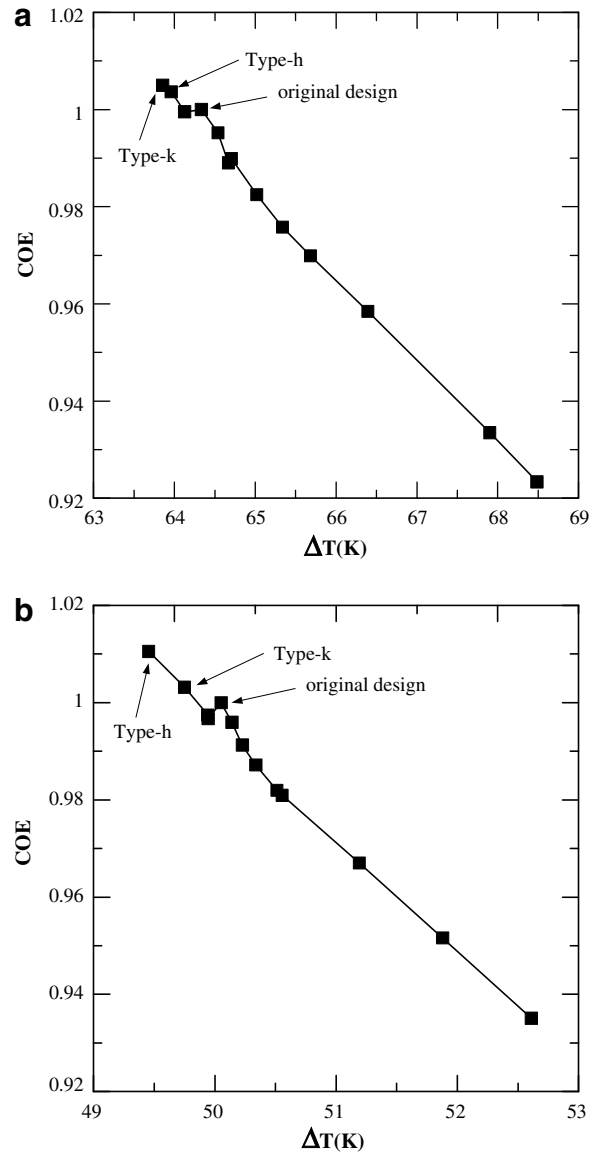 a
1.02
1
0.98
0.96
0.94
0.92
COE
Type-h
original design
Type-k
63 64 65 66 67 68 69
ΔT(K)
b
1.02
1
0.98
0.96
0.94
0.92
COE
Type-k
original design
Type-h
49 50 51 52 53
ΔT(K)